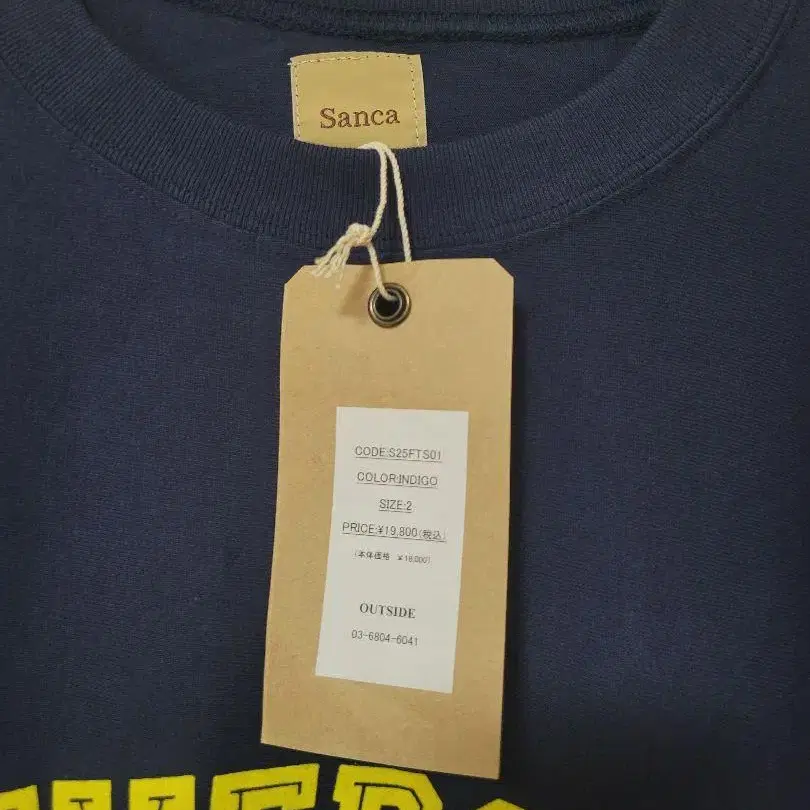 Sanca
CODE:S25FTS01
COLOR:INDIGO
SIZE:2
PRICE:¥19,800(税込)
(本体価格 ¥18,000)
OUTSIDE
03-6804-6041